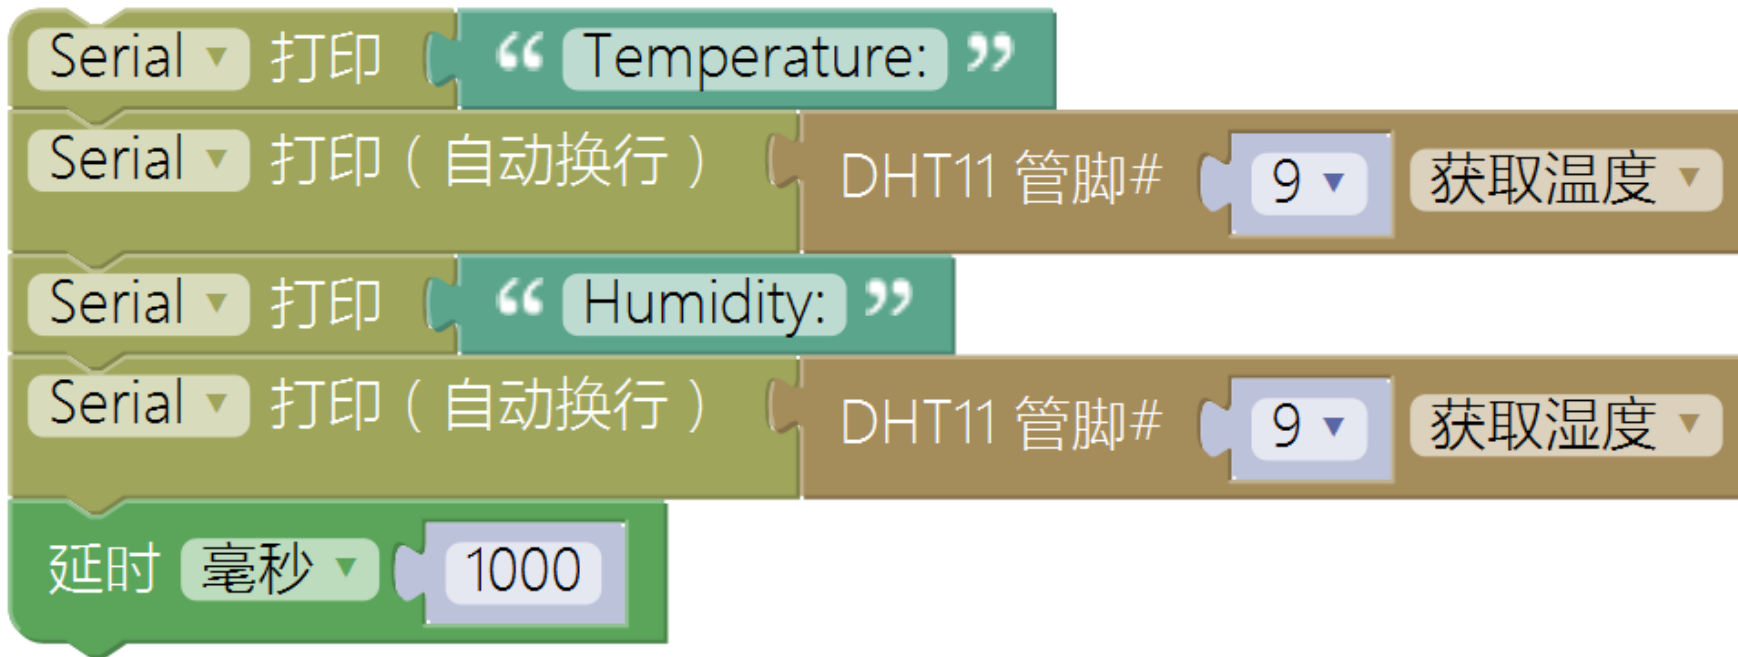 Serial 打印 “ Temperature: ”
Serial 打印（自动换行） DHT11 管脚# 9 获取温度
Serial 打印 “ Humidity: ”
Serial 打印（自动换行） DHT11 管脚# 9 获取湿度
延时 毫秒 1000